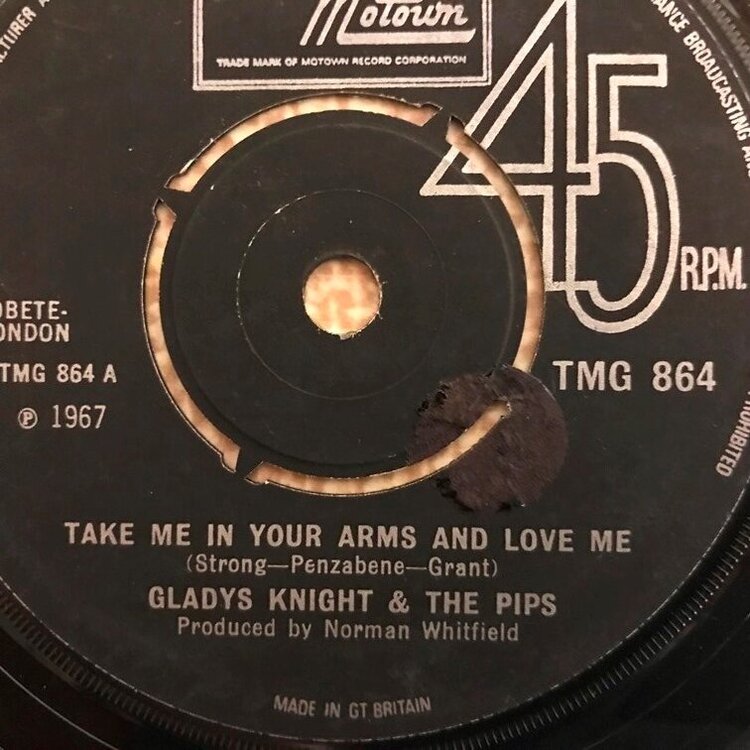 Motown
TRADE MARK OF MOTOWN RECORD CORPORATION
45
R.P.M.
TMG 864
TMG 864 A
℗ 1967
TAKE ME IN YOUR ARMS AND LOVE ME
(Strong—Penzabene—Grant)
GLADYS KNIGHT & THE PIPS
Produced by Norman Whitfield
MADE IN GT BRITAIN
BROADCASTING